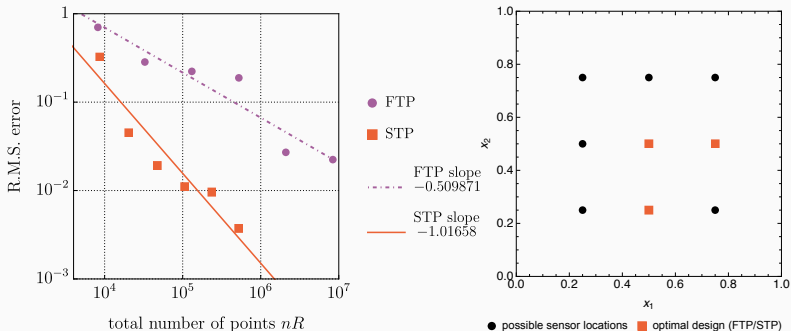 1
10^−1
10^−2
10^−3
R.M.S. error
10^4
10^5
10^6
10^7
total number of points nR
FTP
STP
FTP slope
−0.509871
STP slope
−1.01658
1.0
0.8
0.6
0.4
0.2
0.0
x₂
0.0
0.2
0.4
0.6
0.8
1.0
x₁
possible sensor locations
optimal design (FTP/STP)